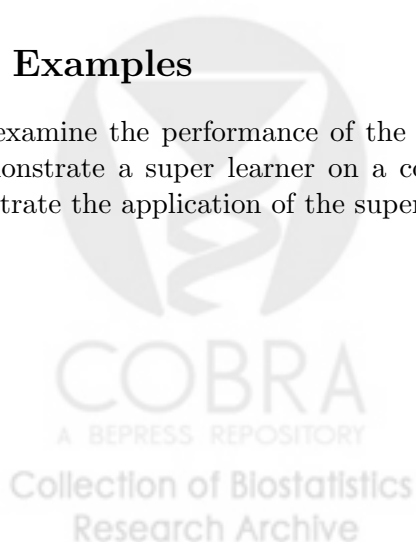 Examples
examine the performance of the
monstrate a super learner on a co
trate the application of the super
COBRA
A BEPRESS REPOSITORY
Collection of Biostatistics
Research Archive